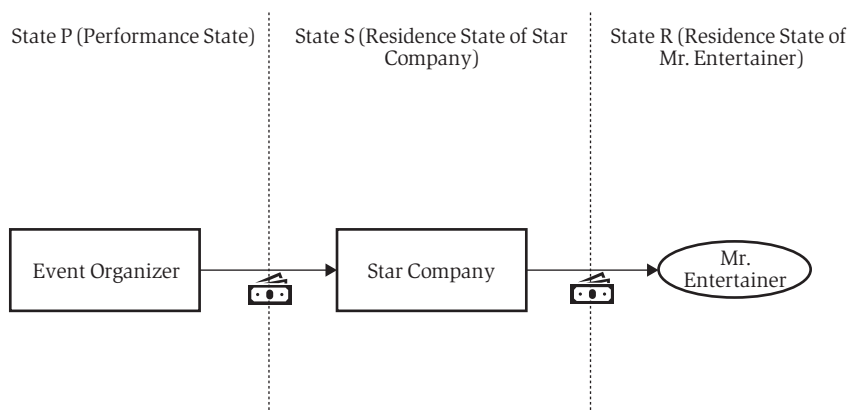 State P (Performance State)
State S (Residence State of Star
Company)
State R (Residence State of
Mr. Entertainer)
Event Organizer
Star Company
Mr.
Entertainer